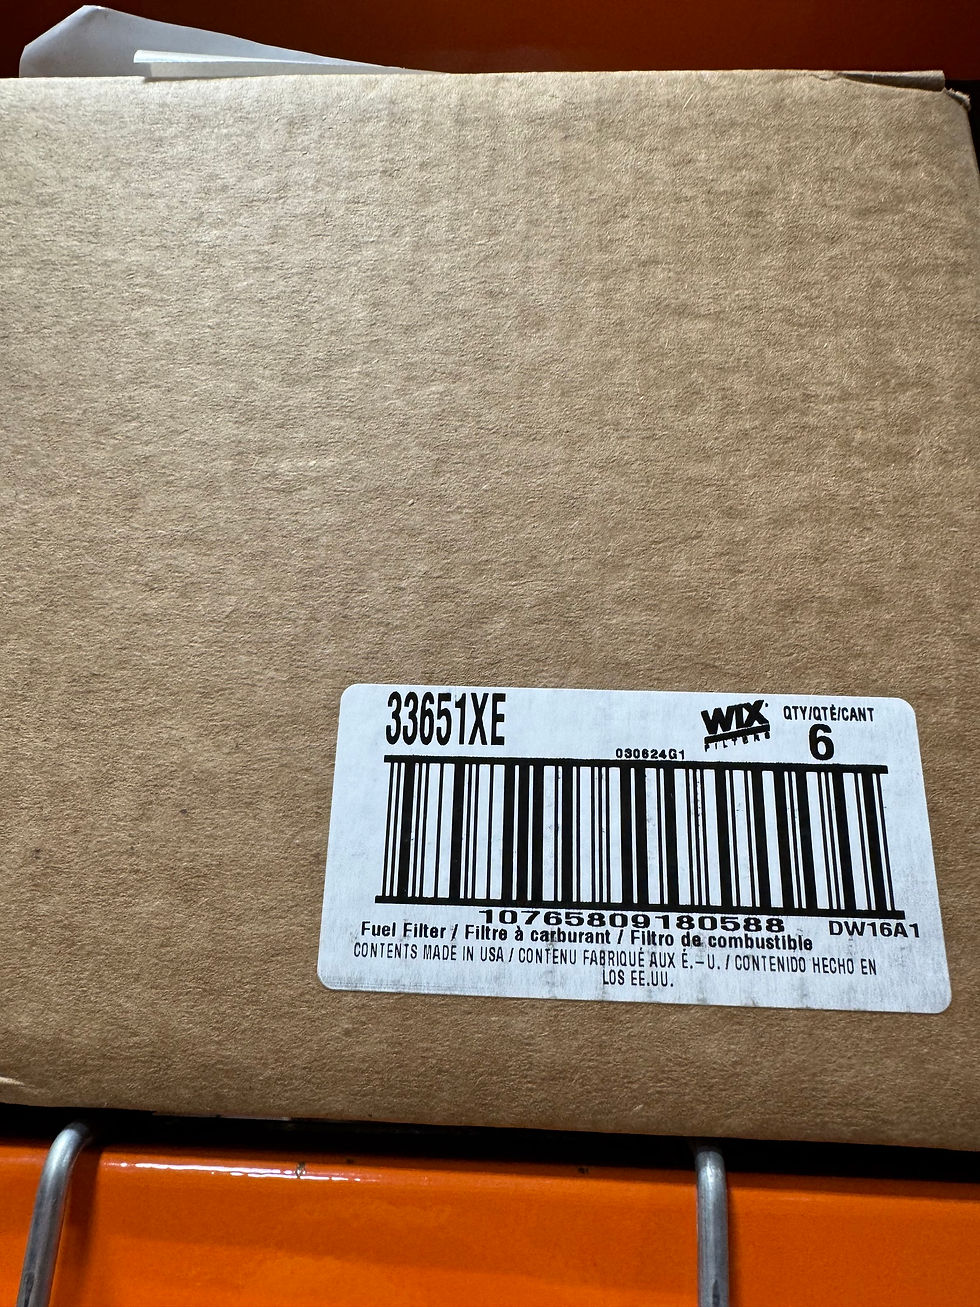 33651XE
WIX
FILTERS
QTY/QTÉ/CANT
6
030624G1
10765809180588
DW16A1
Fuel Filter / Filtre à carburant / Filtro de combustible
CONTENTS MADE IN USA / CONTENU FABRIQUÉ AUX É.-U. / CONTENIDO HECHO EN
LOS EE.UU.